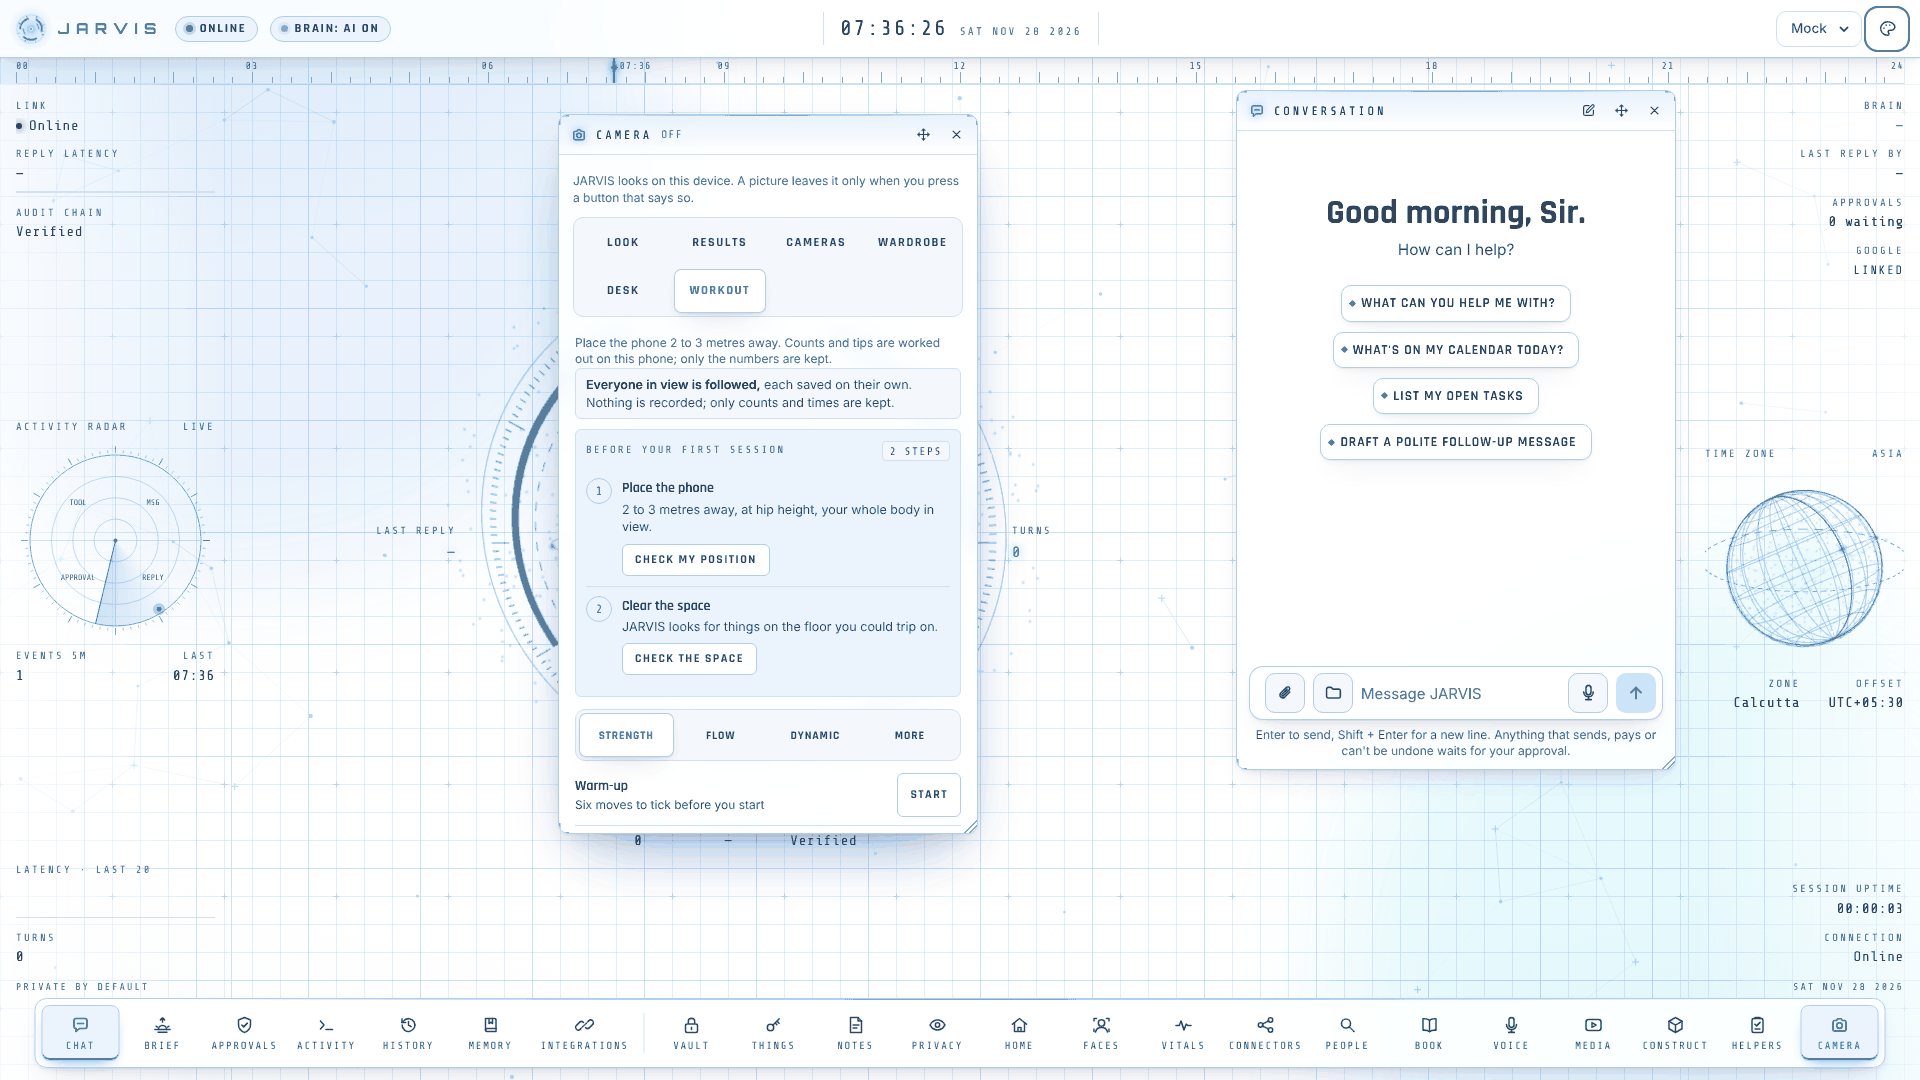 JARVIS
ONLINE
BRAIN: AI ON
07:36:26 SAT NOV 28 2026
Mock
00 03 06 07:36 09 12 15 18 21 24
LINK
Online
REPLY LATENCY
–
AUDIT CHAIN
Verified
ACTIVITY RADAR LIVE
TOOL MSG
APPROVAL REPLY
EVENTS 5M LAST
1 07:36
LATENCY · LAST 20
TURNS
0
PRIVATE BY DEFAULT
LAST REPLY
–
CAMERA OFF
JARVIS looks on this device. A picture leaves it only when you press
a button that says so.
LOOK RESULTS CAMERAS WARDROBE
DESK WORKOUT
Place the phone 2 to 3 metres away. Counts and tips are worked
out on this phone; only the numbers are kept.
Everyone in view is followed, each saved on their own.
Nothing is recorded; only counts and times are kept.
BEFORE YOUR FIRST SESSION 2 STEPS
1 Place the phone
2 to 3 metres away, at hip height, your whole body in
view.
CHECK MY POSITION
2 Clear the space
JARVIS looks for things on the floor you could trip on.
CHECK THE SPACE
STRENGTH FLOW DYNAMIC MORE
Warm-up
Six moves to tick before you start
START
0 – Verified
TURNS
0
CONVERSATION
Good morning, Sir.
How can I help?
WHAT CAN YOU HELP ME WITH?
WHAT'S ON MY CALENDAR TODAY?
LIST MY OPEN TASKS
DRAFT A POLITE FOLLOW-UP MESSAGE
Message JARVIS
Enter to send, Shift + Enter for a new line. Anything that sends, pays or
can't be undone waits for your approval.
BRAIN
–
LAST REPLY BY
–
APPROVALS
0 waiting
GOOGLE
LINKED
TIME ZONE ASIA
ZONE OFFSET
Calcutta UTC+05:30
SESSION UPTIME
00:00:03
CONNECTION
Online
SAT NOV 28 2026
CHAT BRIEF APPROVALS ACTIVITY HISTORY MEMORY INTEGRATIONS VAULT THINGS NOTES PRIVACY HOME FACES VITALS CONNECTORS PEOPLE BOOK VOICE MEDIA CONSTRUCT HELPERS CAMERA